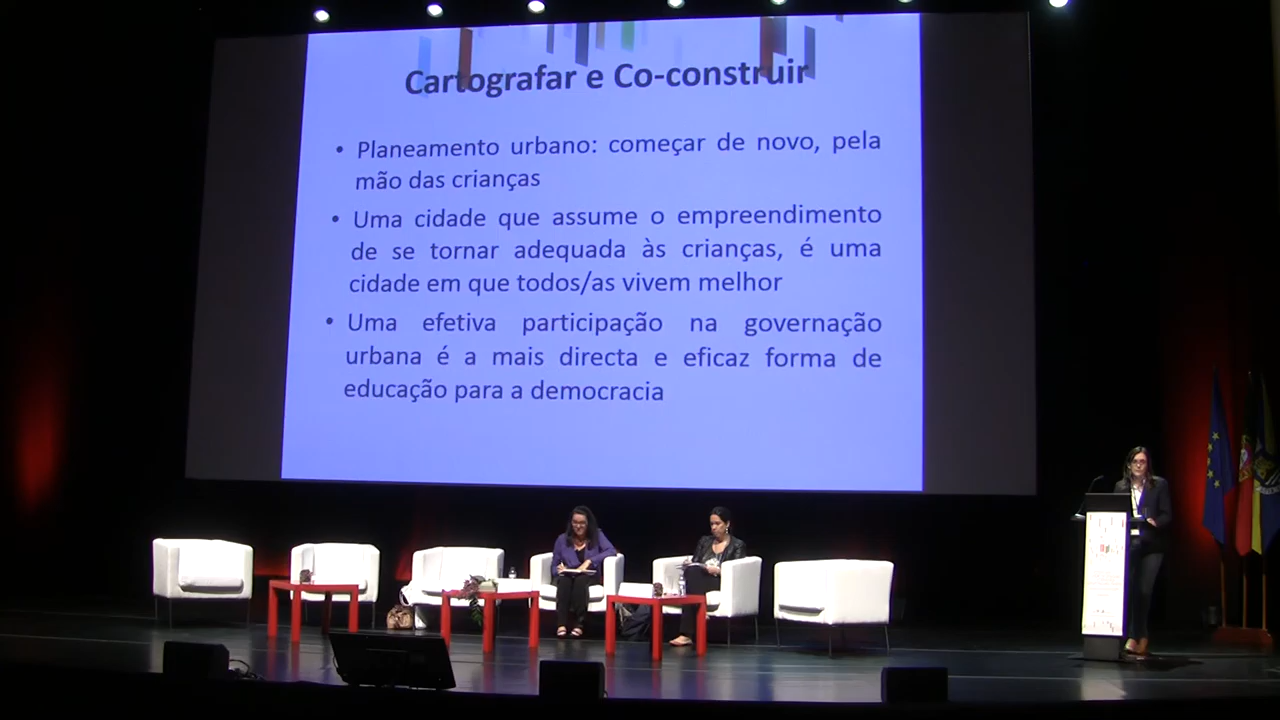 Cartografar e Co-construir
• Planeamento urbano: começar de novo, pela
mão das crianças
• Uma cidade que assume o empreendimento
de se tornar adequada às crianças, é uma
cidade em que todos/as vivem melhor
• Uma efetiva participação na governação
urbana é a mais directa e eficaz forma de
educação para a democracia